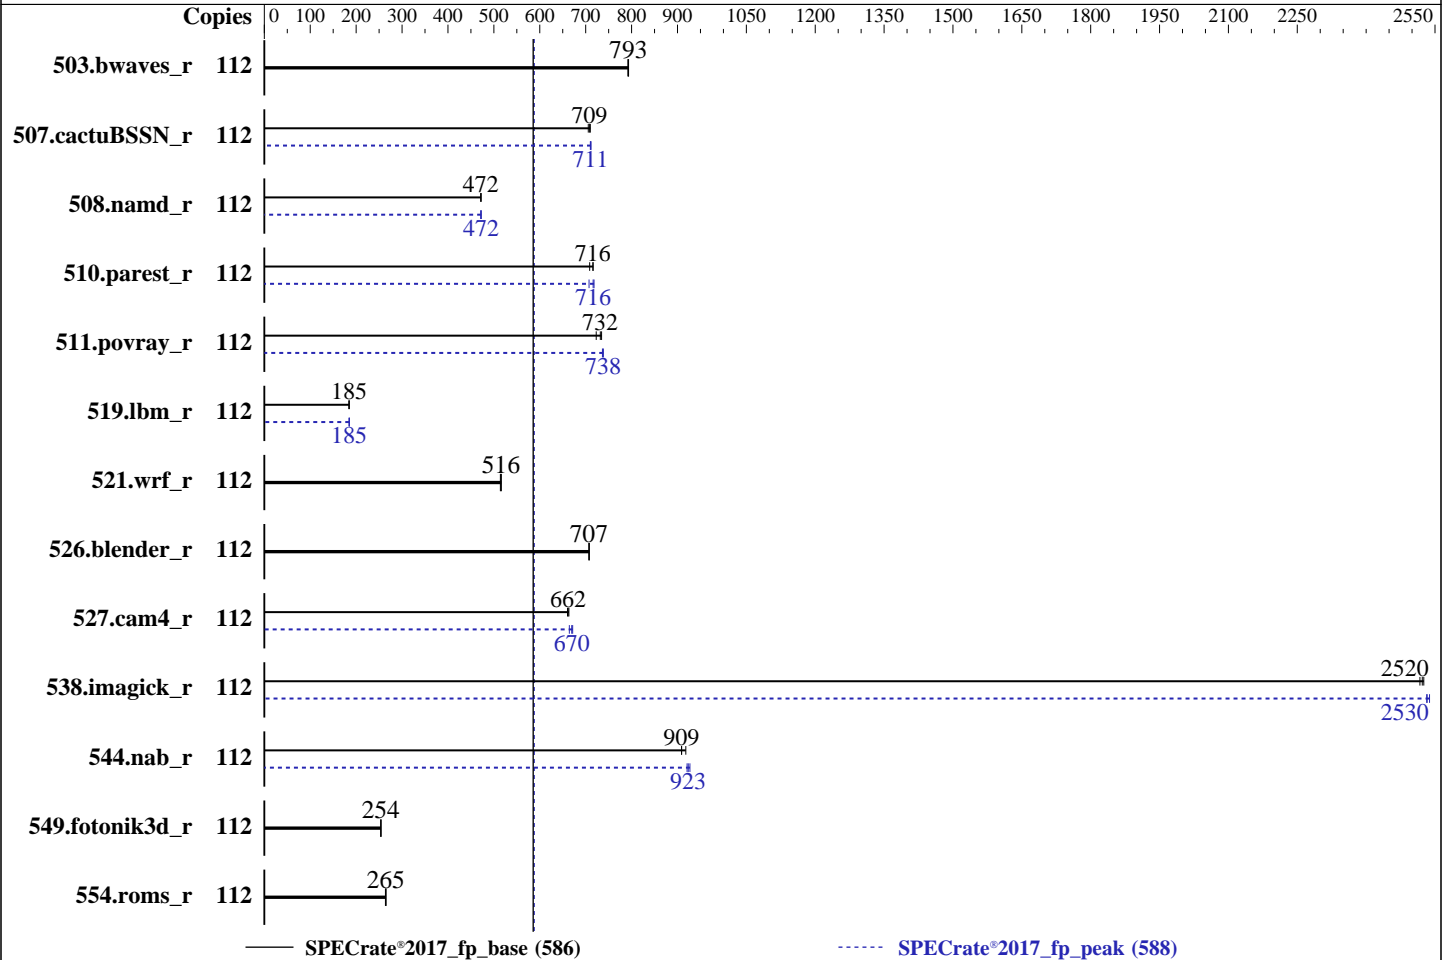 Copies 0 100 200 300 400 500 600 700 800 900 1050 1200 1350 1500 1650 1800 1950 2100 2250 2550
793
503.bwaves_r 112
709
507.cactuBSSN_r 112
711
472
508.namd_r 112
472
716
510.parest_r 112
716
732
511.povray_r 112
738
185
519.lbm_r 112
185
516
521.wrf_r 112
707
526.blender_r 112
662
527.cam4_r 112
670
2520
538.imagick_r 112
2530
909
544.nab_r 112
923
254
549.fotonik3d_r 112
265
554.roms_r 112
SPECrate®2017_fp_base (586) SPECrate®2017_fp_peak (588)